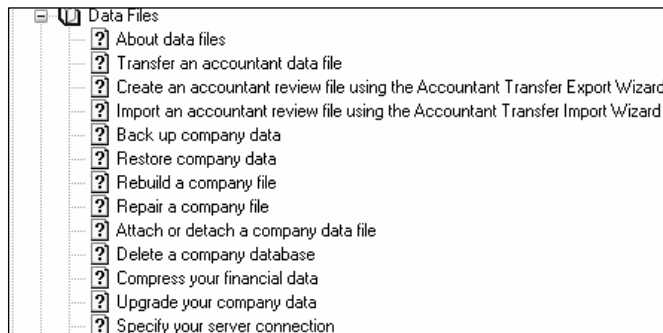 Data Files
About data files
Transfer an accountant data file
Create an accountant review file using the Accountant Transfer Export Wizard
Import an accountant review file using the Accountant Transfer Import Wizard
Back up company data
Restore company data
Rebuild a company file
Repair a company file
Attach or detach a company data file
Delete a company database
Compress your financial data
Upgrade your company data
Specify your server connection